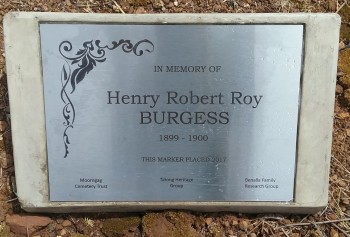 IN MEMORY OF
Henry Robert Roy
BURGESS
1899 - 1900
THIS MARKER PLACED
Cemetery Trust
Heritage
Group
Benalla Family
Research Group